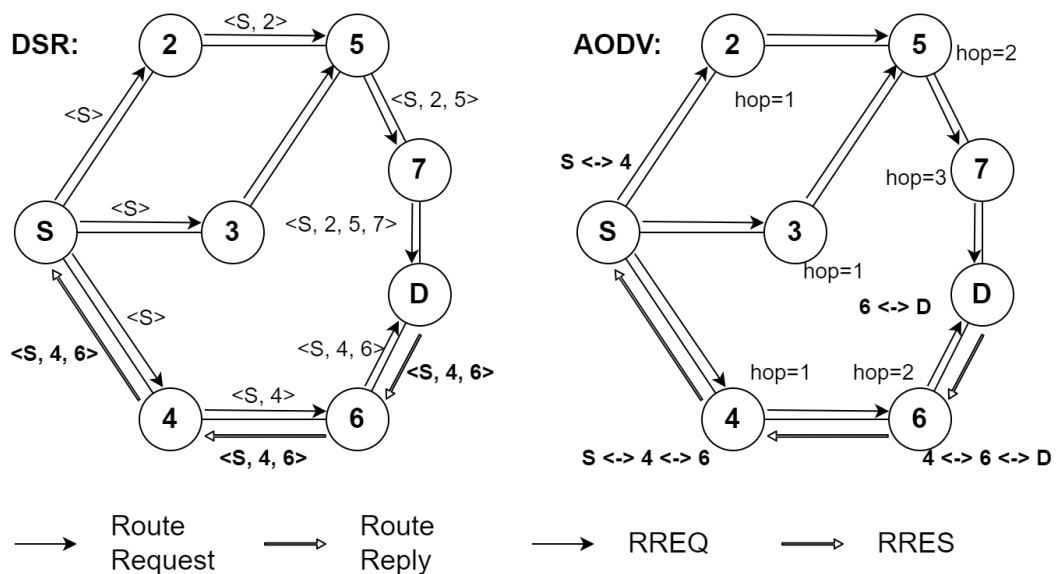 DSR:
2
<S, 2>
5
<S>
<S, 2, 5>
7
S
<S>
3
<S, 2, 5, 7>
D
<S>
<S, 4, 6>
<S, 4, 6>
<S, 4, 6>
4
<S, 4>
6
<S, 4, 6>
AODV:
2
5
hop=2
hop=1
S <-> 4
7
hop=3
S
3
hop=1
D
6 <-> D
hop=1
hop=2
4
6
S <-> 4 <-> 6
4 <-> 6 <-> D
Route
Request
Route
Reply
RREQ
RRES